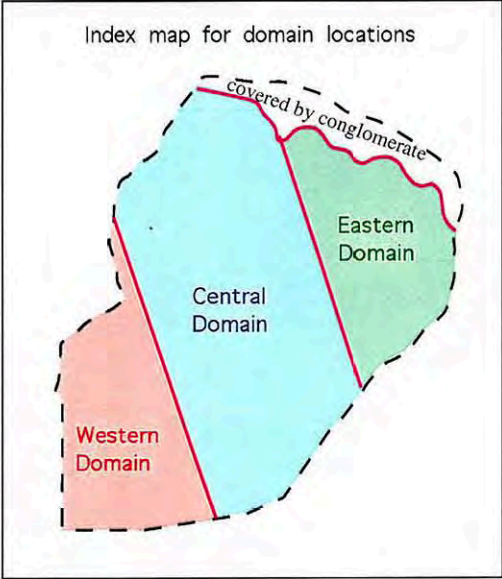 Index map for domain locations
covered by conglomerate
Eastern
Domain
Central
Domain
Western
Domain